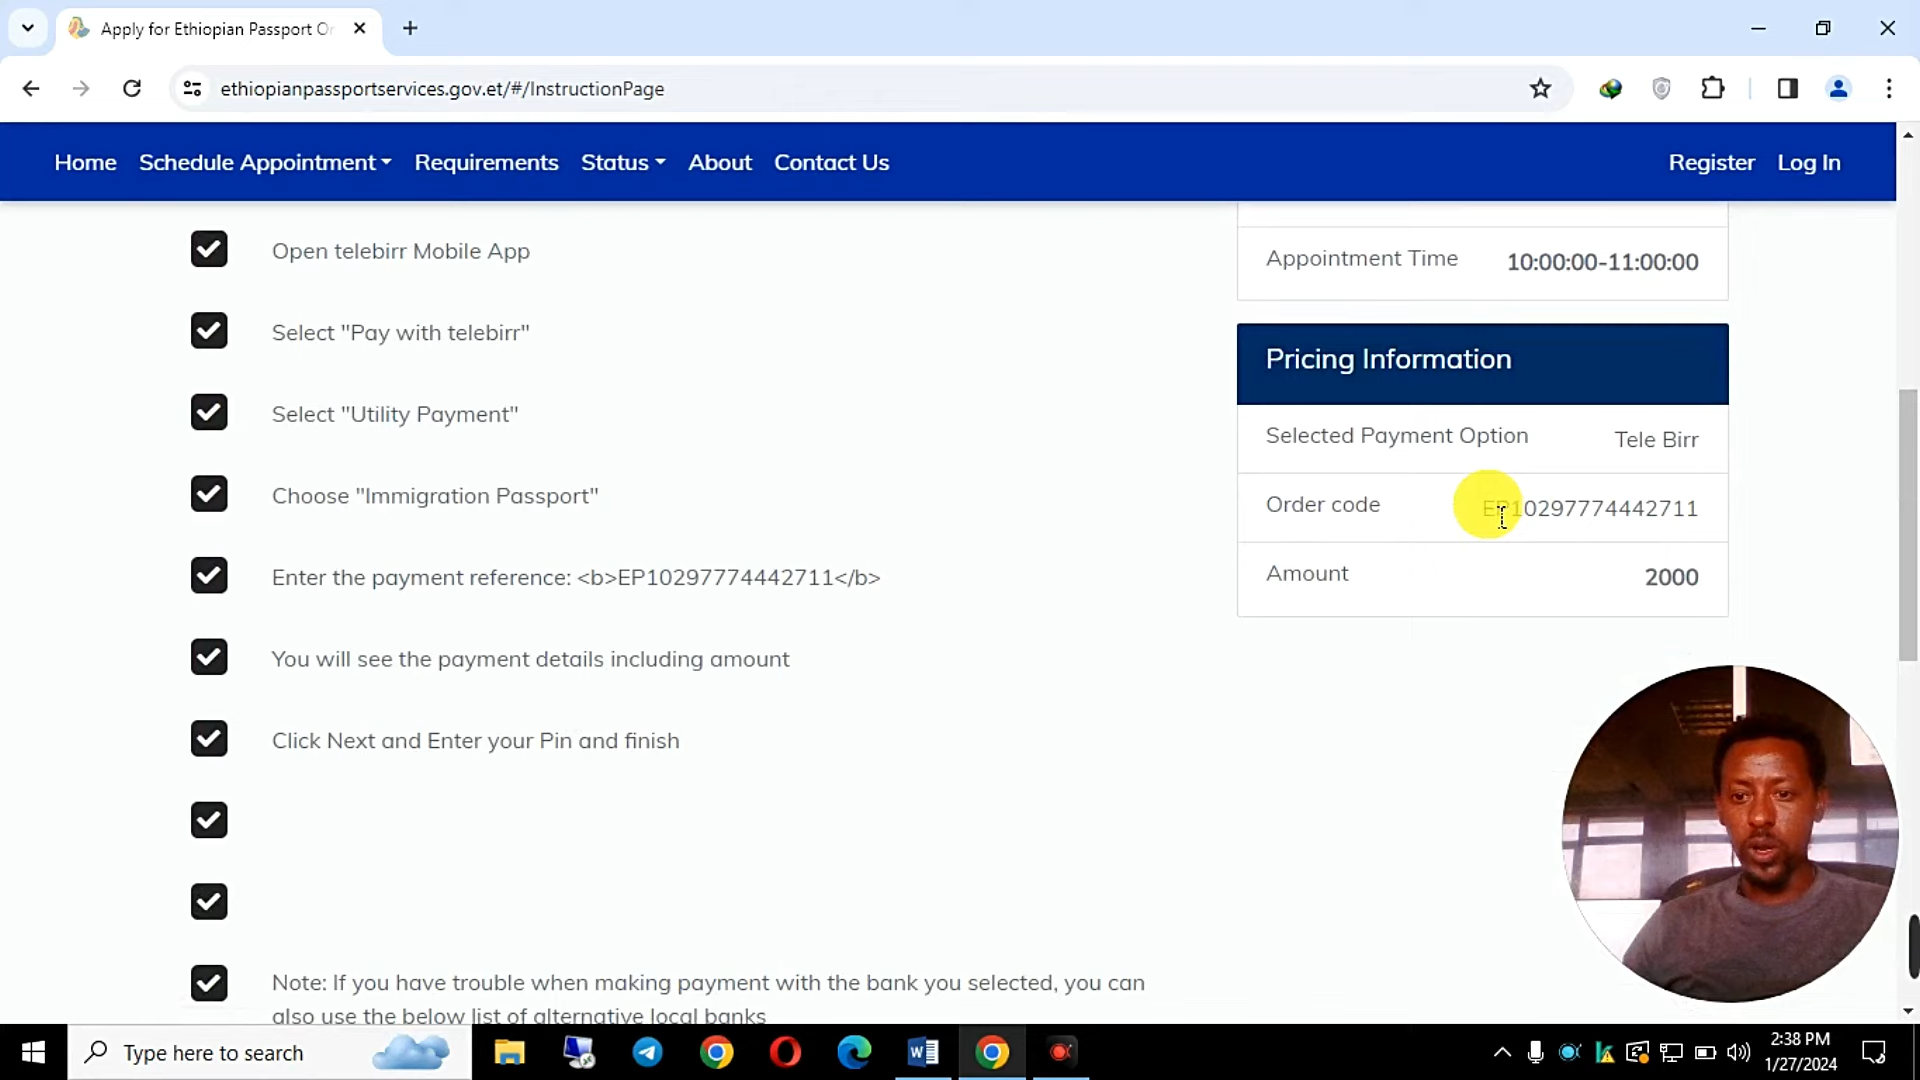 Apply for Ethiopian Passport Or
ethiopianpassportservices.gov.et/#/InstructionPage
Home Schedule Appointment Requirements Status About Contact Us Register Log In
Open telebirr Mobile App
Select "Pay with telebirr"
Select "Utility Payment"
Choose "Immigration Passport"
Enter the payment reference: <b>EP10297774442711</b>
You will see the payment details including amount
Click Next and Enter your Pin and finish
Note: If you have trouble when making payment with the bank you selected, you can
also use the below list of alternative local banks
Appointment Time 10:00:00-11:00:00
Pricing Information
Selected Payment Option Tele Birr
Order code EP10297774442711
Amount 2000
Type here to search
2:38 PM
1/27/2024